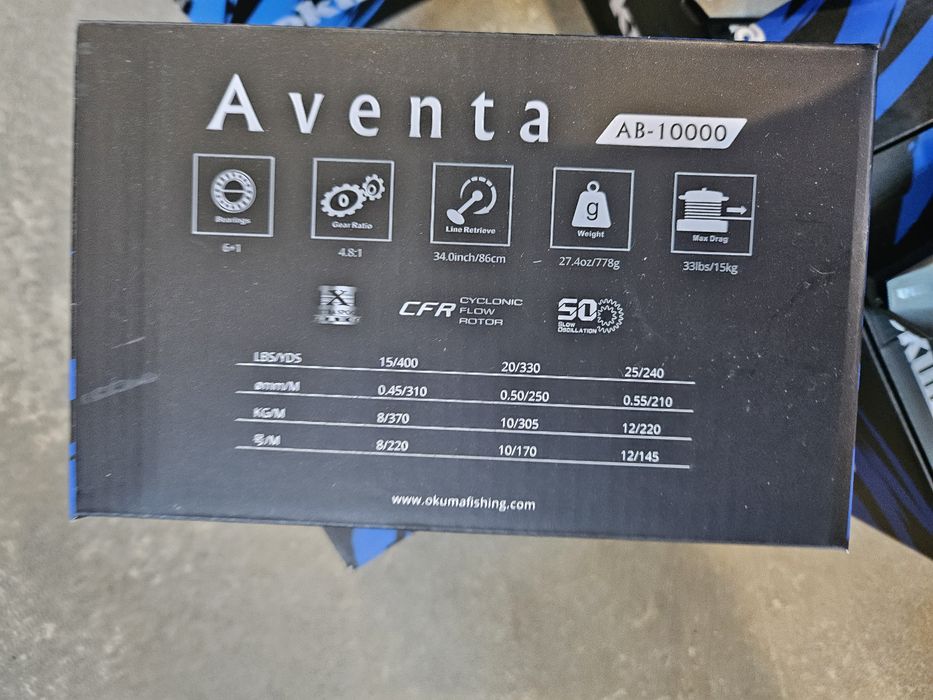 Aventa AB-10000
Bearings Gear Ratio Line Retrieve Weight Max Drag
g
6+1 4.8:1 34.0inch/86cm 27.4oz/778g 33lbs/15kg
X CFR CYCLONIC FLOW ROTOR SO SLOW OSCILLATION
LBS/YDS 15/400 20/330 25/240
ømm/M 0.45/310 0.50/250 0.55/210
KG/M 8/370 10/305 12/220
号/M 8/220 10/170 12/145
www.okumafishing.com